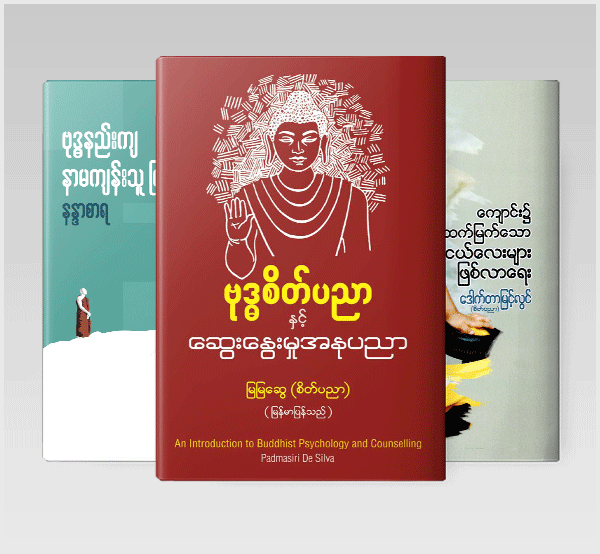 ဗုဒ္ဓနည်းကျ
နာမကျန်းသူ
နန္ဒာစာရ
ဗုဒ္ဓစိတ်ပညာ
နှင့်
ဆွေးနွေးမှုအနုပညာ
မြမြဆွေ (စိတ်ပညာ)
( မြန်မာပြန်သည် )
An Introduction to Buddhist Psychology and Counselling
Padmasiri De Silva
ကျောင်း၌
ထက်မြက်သော
ငယ်လေးများ
ဖြစ်လာရေး
ဒေါက်တာမြင့်လွင်
(စိတ်ပညာ)